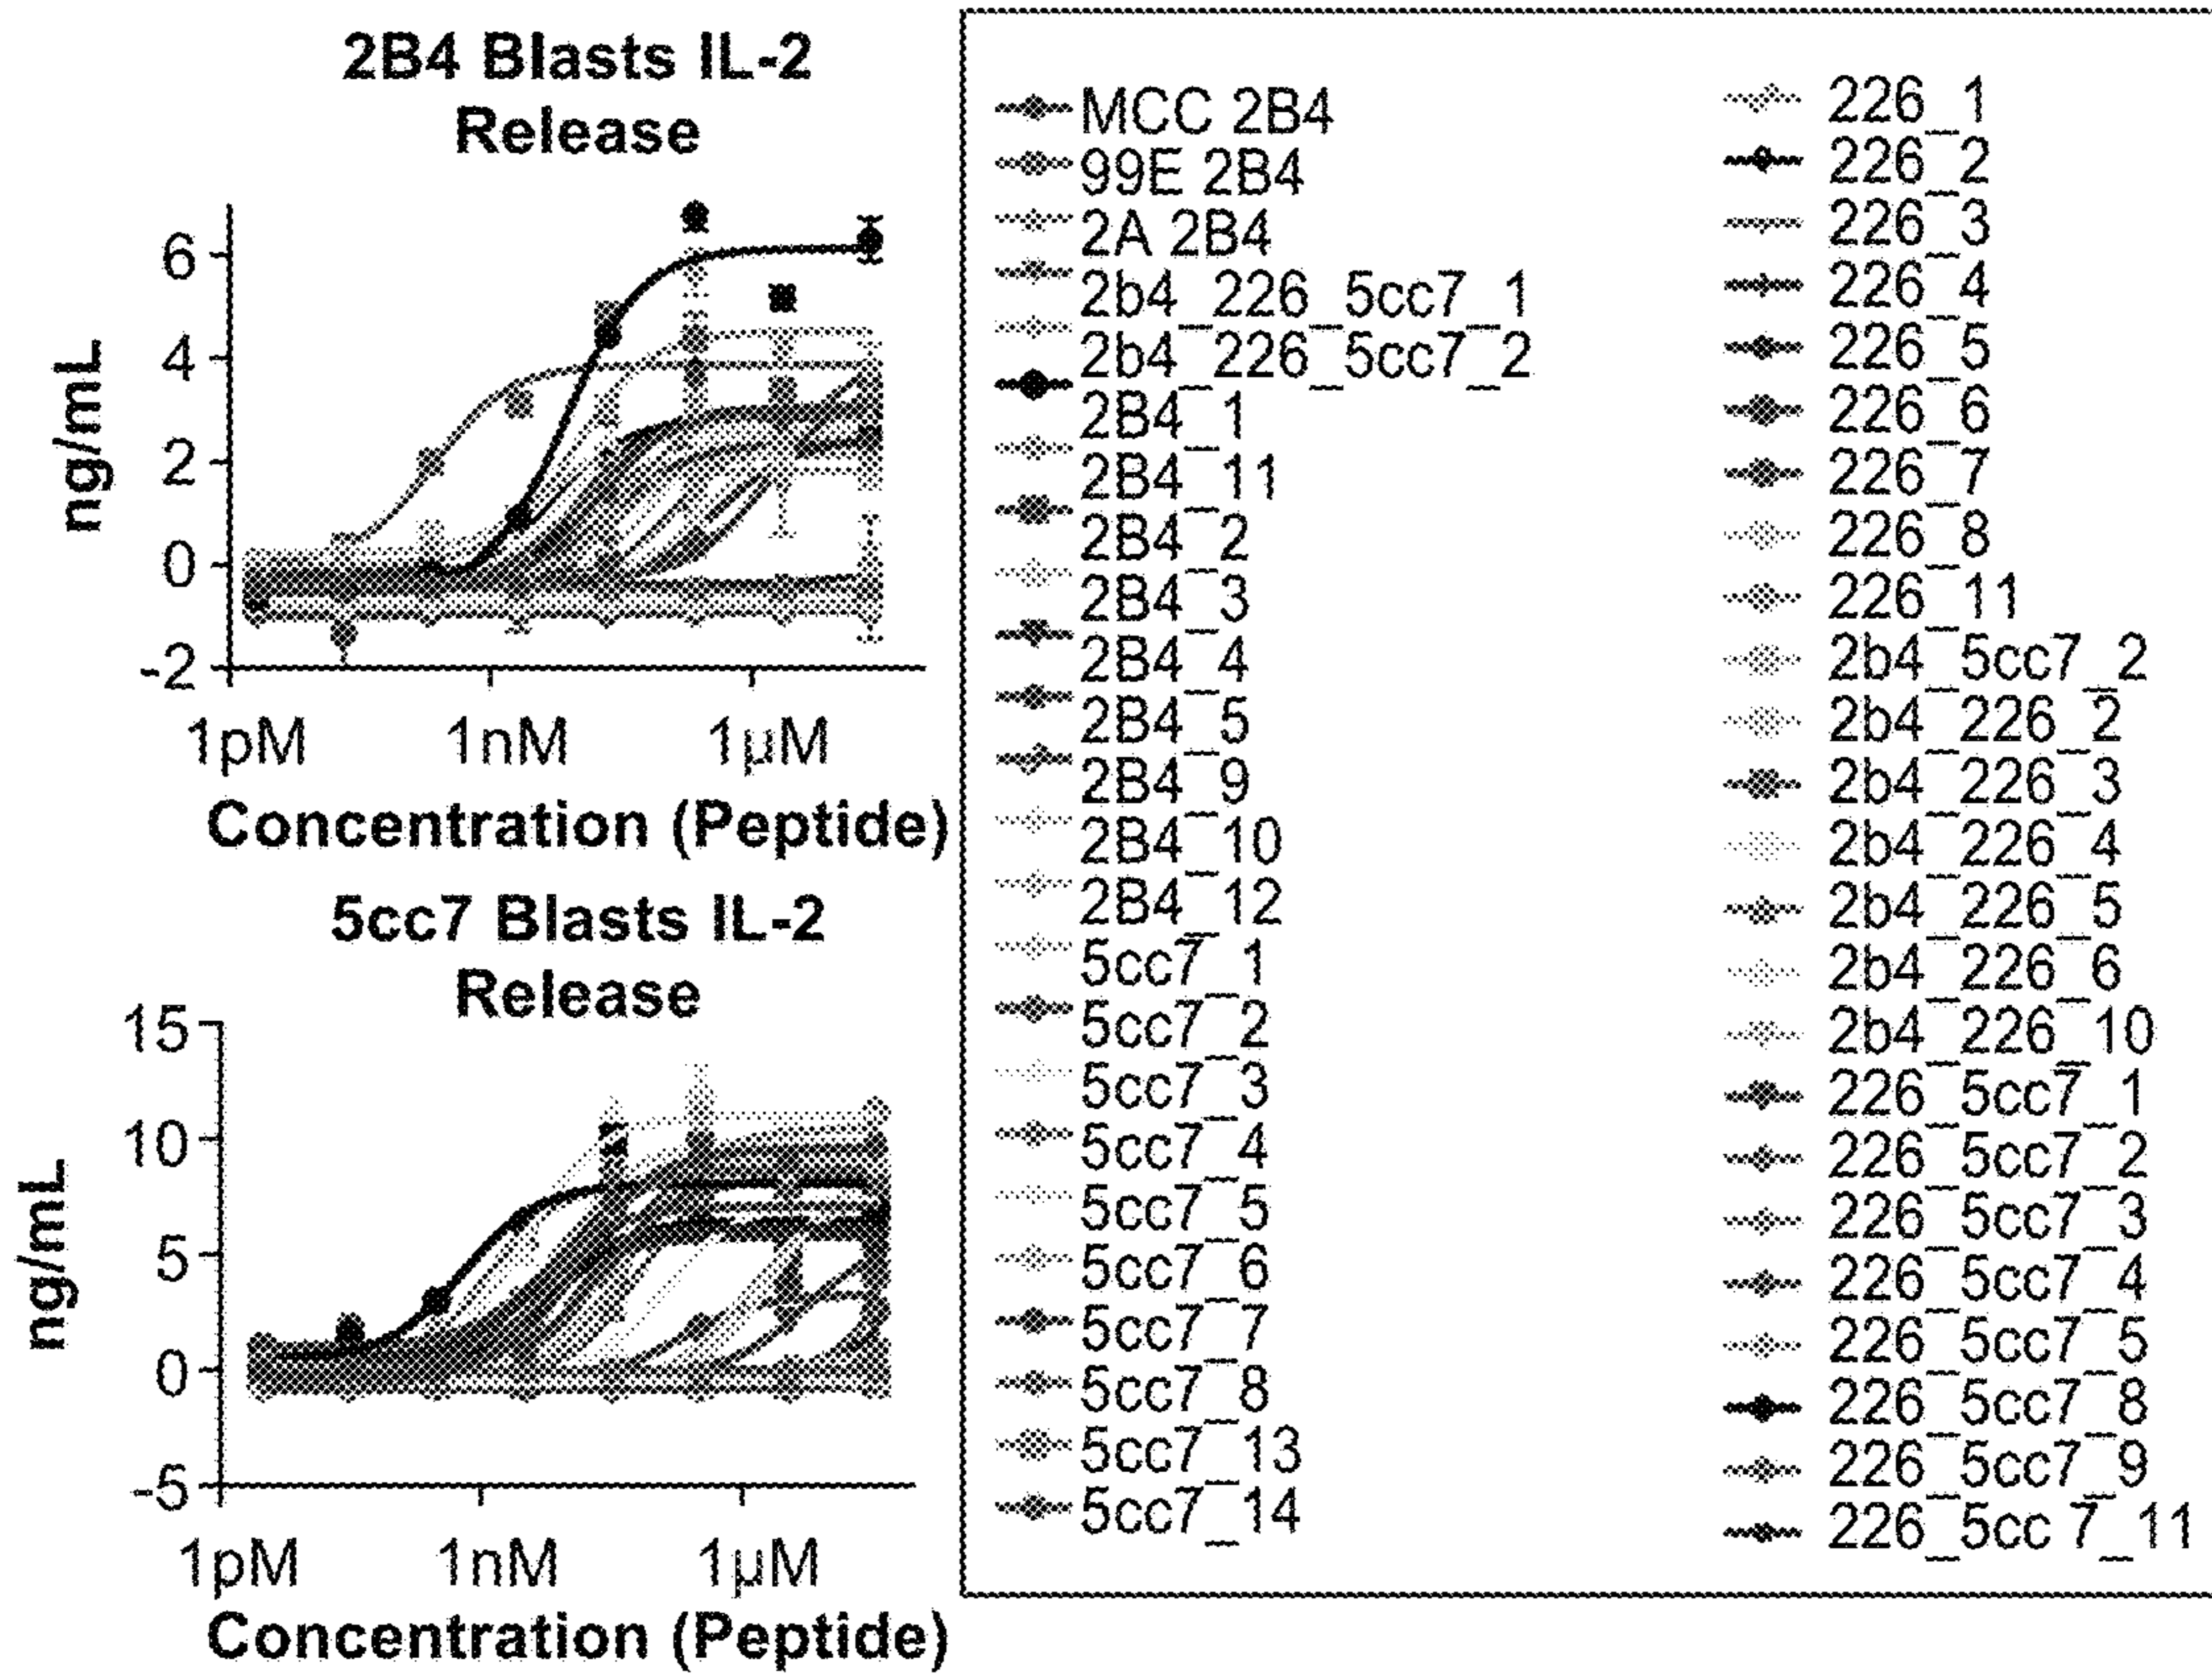 2B4 Blasts IL-2
Release
6
4
2
0
-2
ng/mL
1pM
1nM
1µM
Concentration (Peptide)
5cc7 Blasts IL-2
Release
15
10
5
0
-5
ng/mL
1pM
1nM
1µM
Concentration (Peptide)
MCC 2B4
99E 2B4
2A 2B4
2b4_226_5cc7_1
2b4_226_5cc7_2
2B4_1
2B4_11
2B4_2
2B4_3
2B4_4
2B4_5
2B4_9
2B4_10
2B4_12
5cc7_1
5cc7_2
5cc7_3
5cc7_4
5cc7_5
5cc7_6
5cc7_7
5cc7_8
5cc7_13
5cc7_14
226_1
226_2
226_3
226_4
226_5
226_6
226_7
226_8
226_11
2b4_5cc7_2
2b4_226_2
2b4_226_3
2b4_226_4
2b4_226_5
2b4_226_6
2b4_226_10
226_5cc7_1
226_5cc7_2
226_5cc7_3
226_5cc7_4
226_5cc7_5
226_5cc7_8
226_5cc7_9
226_5cc 7_11